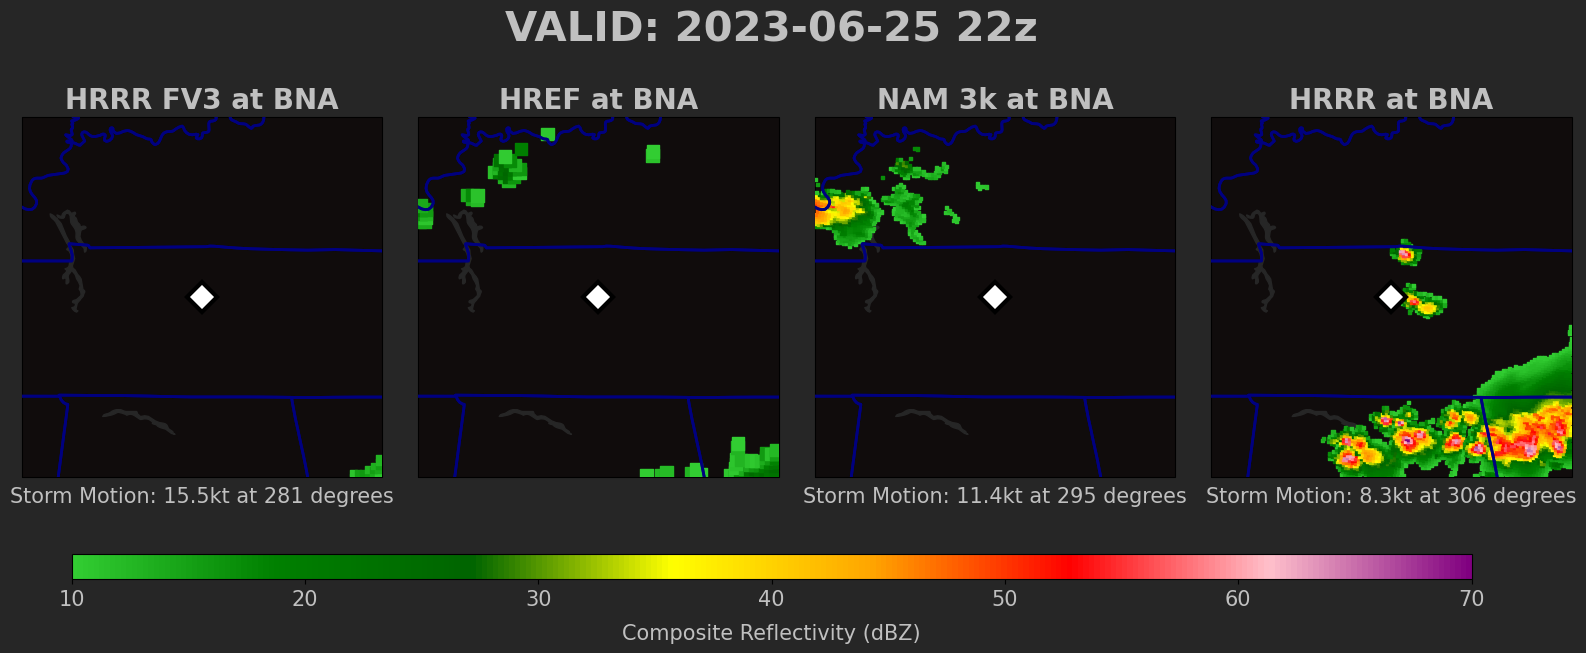 VALID: 2023-06-25 22z
HRRR FV3 at BNA
HREF at BNA
NAM 3k at BNA
HRRR at BNA
Storm Motion: 15.5kt at 281 degrees
Storm Motion: 11.4kt at 295 degrees
Storm Motion: 8.3kt at 306 degrees
10 20 30 40 50 60 70
Composite Reflectivity (dBZ)